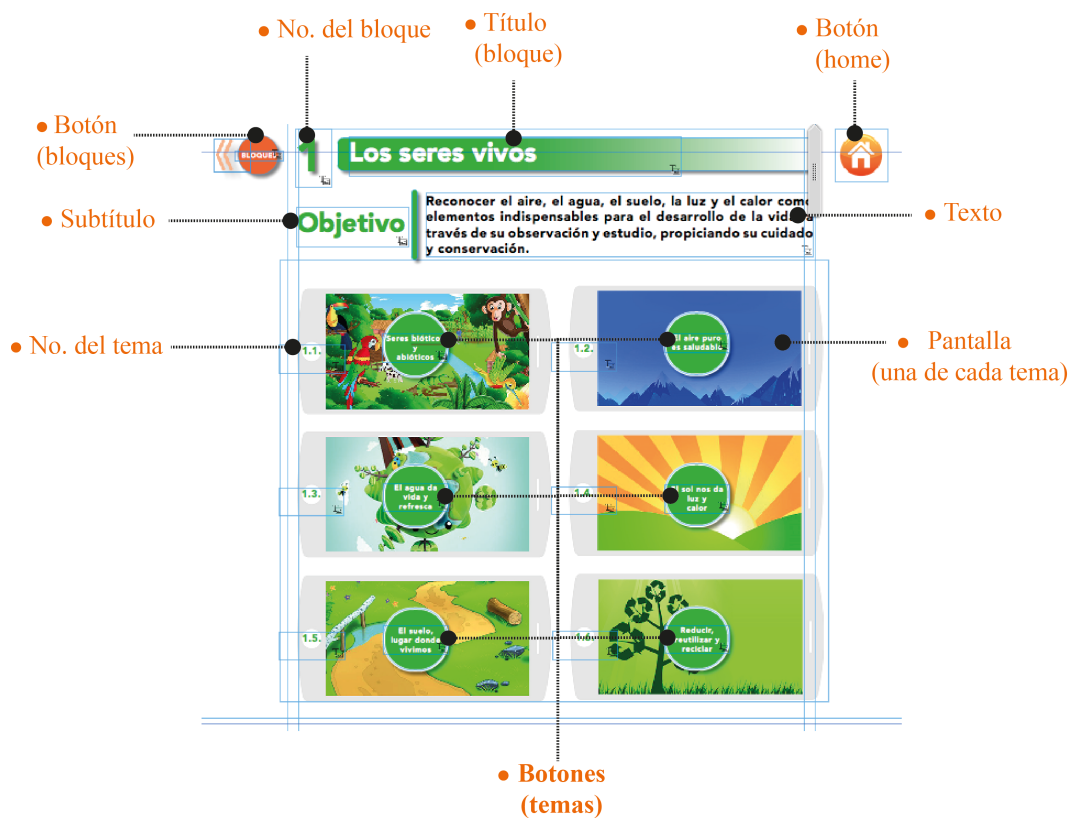 ● No. del bloque
● Título
(bloque)
● Botón
(home)
● Botón
(bloques)
BLOQUES
1
Los seres vivos
● Subtítulo
Objetivo
Reconocer el aire, el agua, el suelo, la luz y el calor como
elementos indispensables para el desarrollo de la vida, a
través de su observación y estudio, propiciando su cuidado
y conservación.
● Texto
● No. del tema
1.1.
Seres bióticos
y
abióticos
1.2.
El aire puro
es saludable
● Pantalla
(una de cada tema)
1.3.
El agua da
vida y
refresca
1.4.
El sol nos da
luz y
calor
1.5.
El suelo,
lugar donde
vivimos
1.6.
Reducir,
reutilizar y
reciclar
● Botones
(temas)